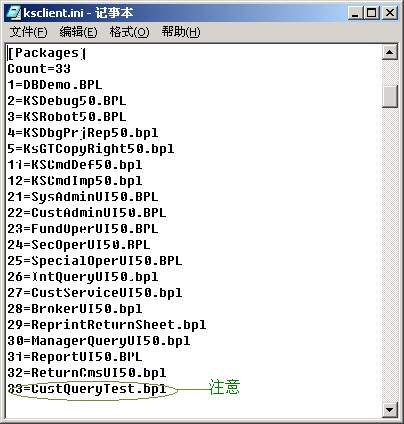 ksclient.ini - 记事本
文件(F) 编辑(E) 格式(O) 帮助(H)
[Packages]
Count=33
1=DBDemo.BPL
2=KSDebug50.BPL
3=KSRobot50.BPL
4=KSDbgPrjRep50.bpl
5=KsGTCopyRight50.bpl
11=KSCmdDef50.bpl
12=KSCmdImp50.bpl
21=SysAdminUI50.BPL
22=CustAdminUI50.BPL
23=FundOperUI50.BPL
24=SecOperUI50.BPL
25=SpecialOperUI50.BPL
26=IntQueryUI50.bpl
27=CustServiceUI50.bpl
28=BrokerUI50.bpl
29=ReprintReturnSheet.bpl
30=ManagerQueryUI50.bpl
31=ReportUI50.BPL
32=ReturnCmsUI50.bpl
33=CustQueryTest.bpl 注意